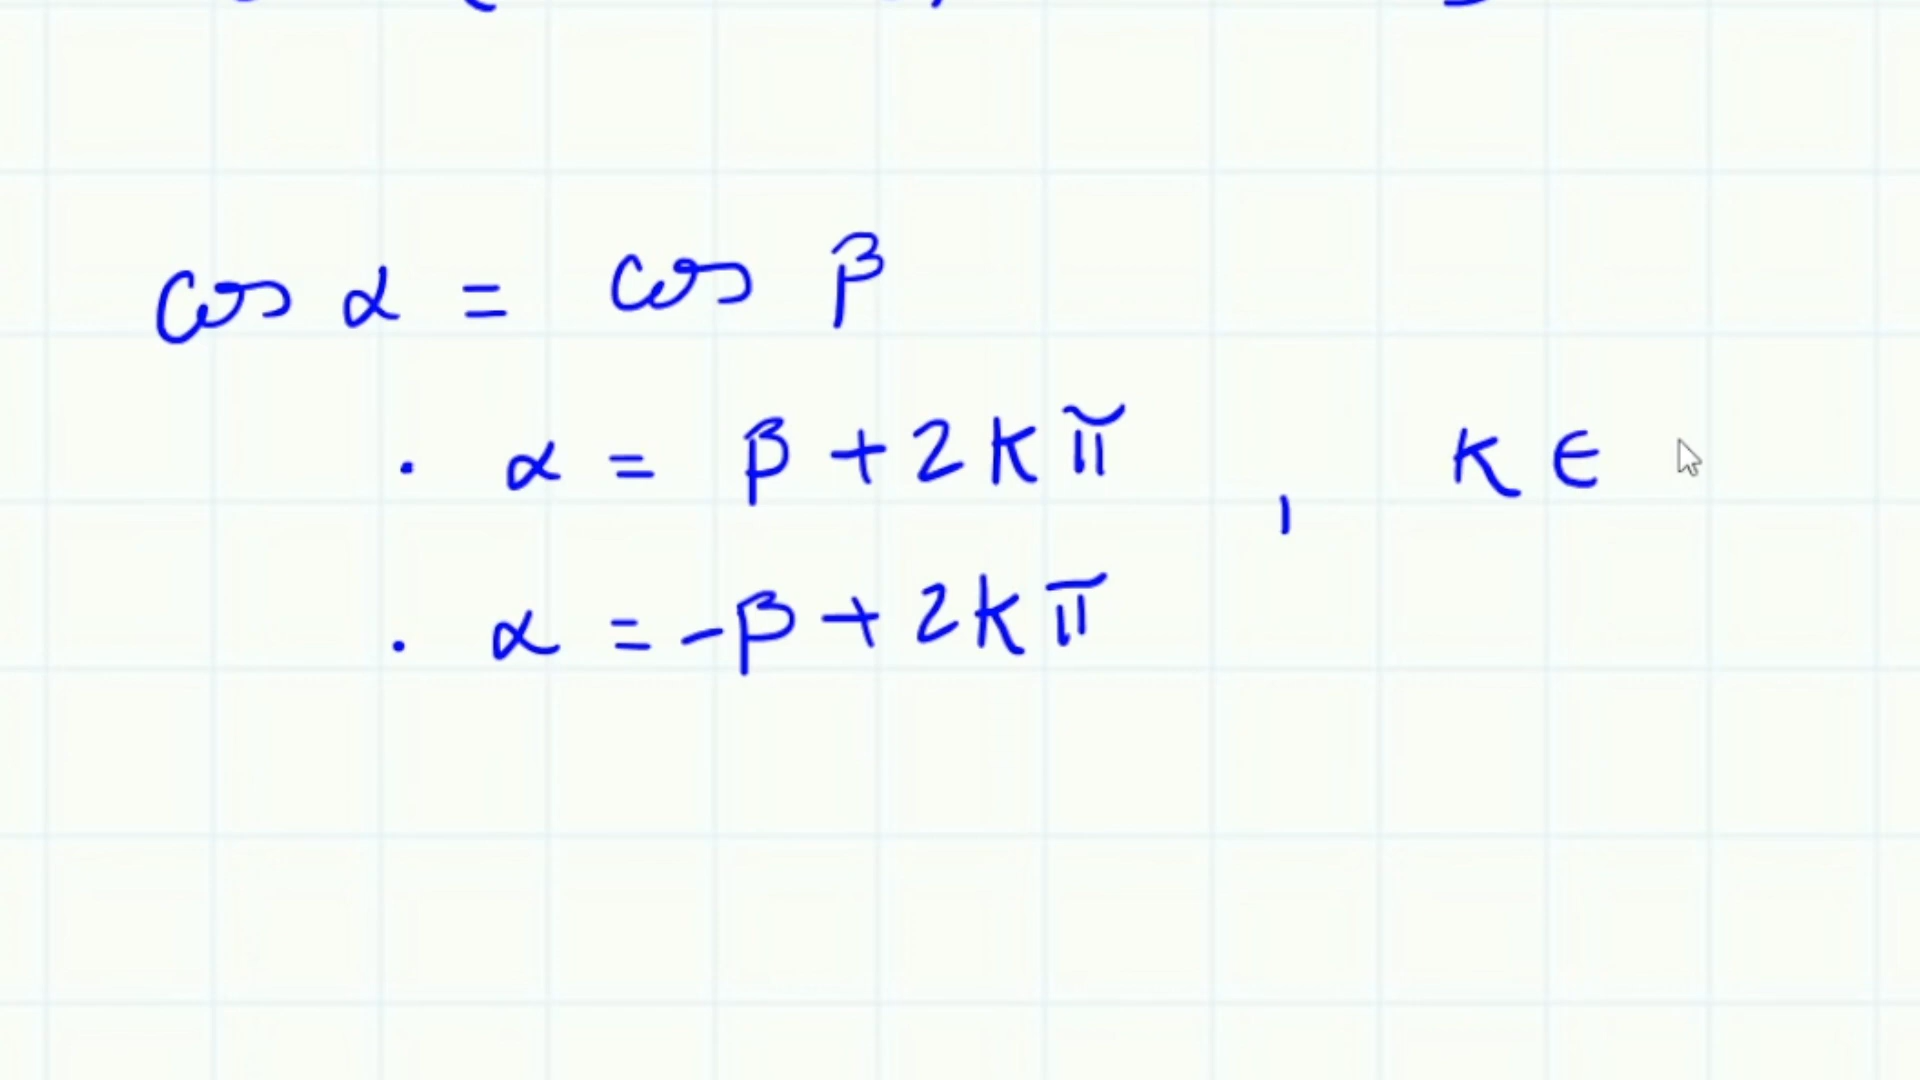 cos α = cos β
. α = β + 2kπ , k ∈
. α = -β + 2kπ